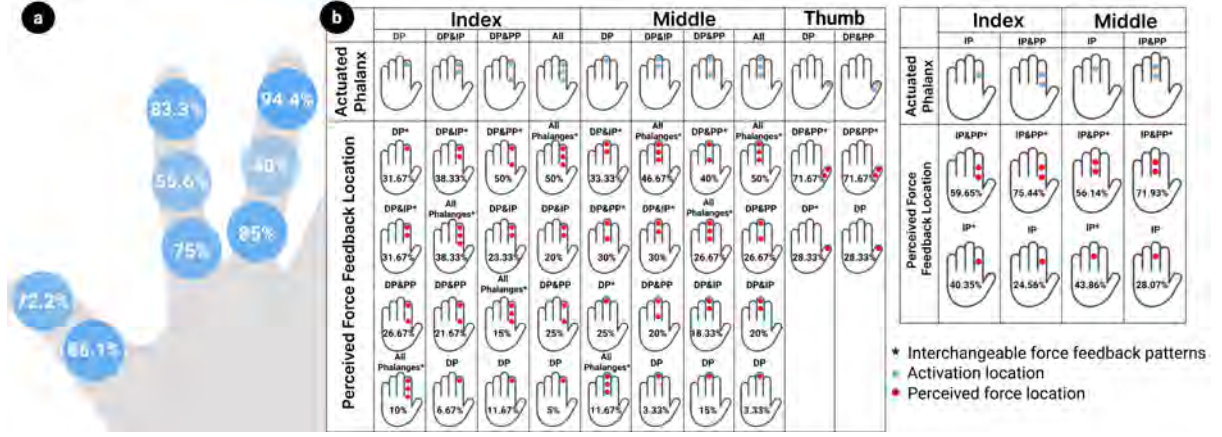 a
83.3%
94.4%
55.6%
40%
75%
85%
72.2%
86.1%
b
Index Middle Thumb
DP DP&IP DP&PP All DP DP&IP DP&PP All DP DP&PP
Actuated
Phalanx
Perceived Force Feedback Location
DP* DP&IP* DP&PP* All Phalanges* DP&IP* All Phalanges* DP&PP* All Phalanges* DP&PP* DP&PP*
31.67% 38.33% 50% 50% 33.33% 46.67% 40% 50% 71.67% 71.67%
DP&IP* All Phalanges* DP&IP DP&IP DP&PP* DP&IP* All Phalanges* DP&PP DP* DP
31.67% 38.33% 23.33% 20% 30% 30% 26.67% 26.67% 28.33% 28.33%
DP&PP DP&PP All Phalanges* DP&PP DP* DP&PP DP&IP DP&IP
26.67% 21.67% 15% 25% 25% 20% 18.33% 20%
All Phalanges* DP DP DP All Phalanges* DP DP DP
10% 6.67% 11.67% 5% 11.67% 3.33% 15% 3.33%
Index Middle
IP IP&PP IP IP&PP
Actuated
Phalanx
Perceived Force
Feedback Location
IP&PP* IP&PP* IP&PP* IP&PP*
59.65% 75.44% 56.14% 71.93%
IP* IP IP* IP
40.35% 24.56% 43.86% 28.07%
* Interchangeable force feedback patterns
Activation location
Perceived force location